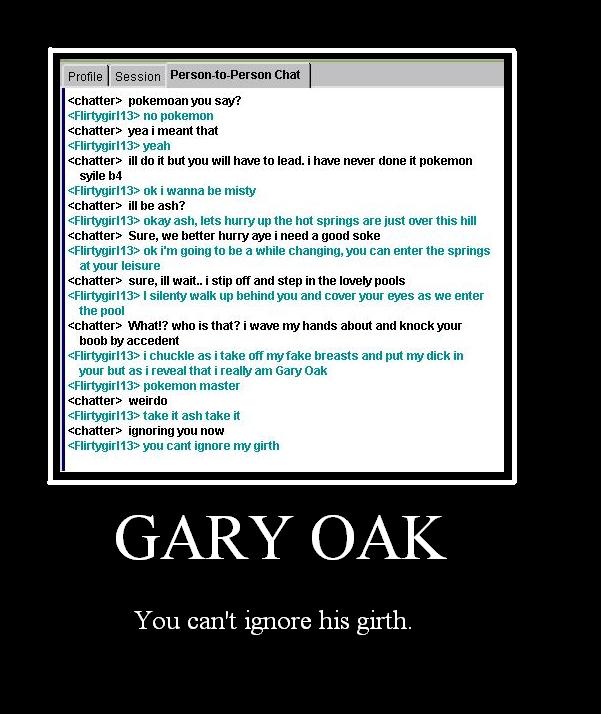 Profile Session Person-to-Person Chat
<chatter> pokemoan you say?
<Flirtygirl13> no pokemon
<chatter> yea i meant that
<Flirtygirl13> yeah
<chatter> ill do it but you will have to lead. i have never done it pokemon
syile b4
<Flirtygirl13> ok i wanna be misty
<chatter> ill be ash?
<Flirtygirl13> okay ash, lets hurry up the hot springs are just over this hill
<chatter> Sure, we better hurry aye i need a good soke
<Flirtygirl13> ok i'm going to be a while changing, you can enter the springs
at your leisure
<chatter> sure, ill wait.. i stip off and step in the lovely pools
<Flirtygirl13> I silenty walk up behind you and cover your eyes as we enter
the pool
<chatter> What!? who is that? i wave my hands about and knock your
boob by accedent
<Flirtygirl13> i chuckle as i take off my fake breasts and put my dick in
your but as i reveal that i really am Gary Oak
<Flirtygirl13> pokemon master
<chatter> weirdo
<Flirtygirl13> take it ash take it
<chatter> ignoring you now
<Flirtygirl13> you cant ignore my girth
GARY OAK
You can't ignore his girth.